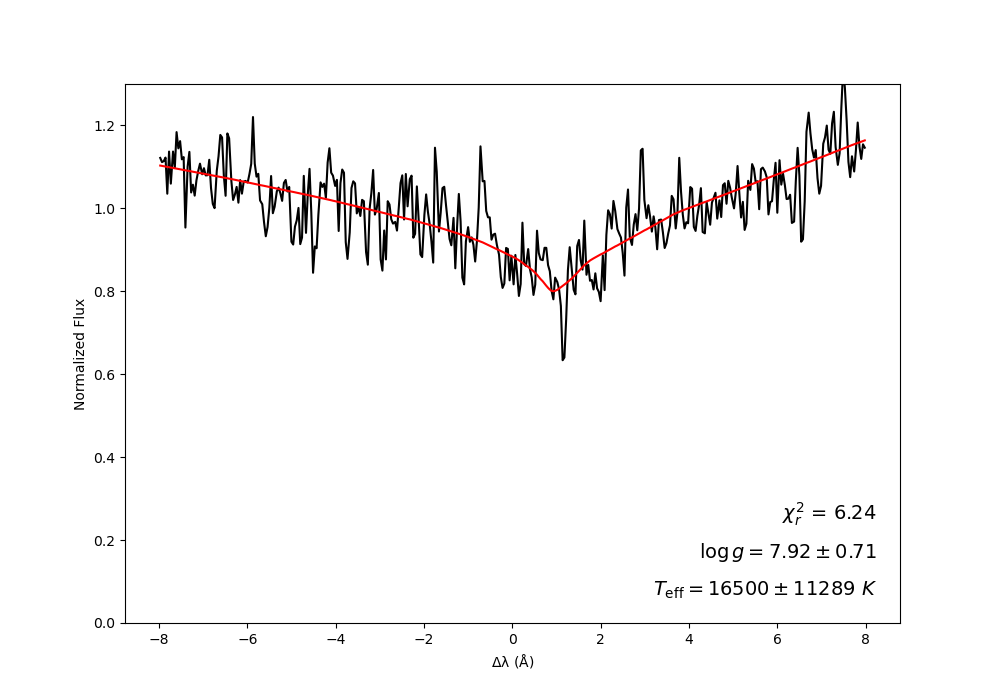 1.2
1.0
0.8
0.6
0.4
0.2
0.0
Normalized Flux
χ²ᵣ = 6.24
log g = 7.92 ± 0.71
T_eff = 16500 ± 11289 K
−8 −6 −4 −2 0 2 4 6 8
Δλ (Å)